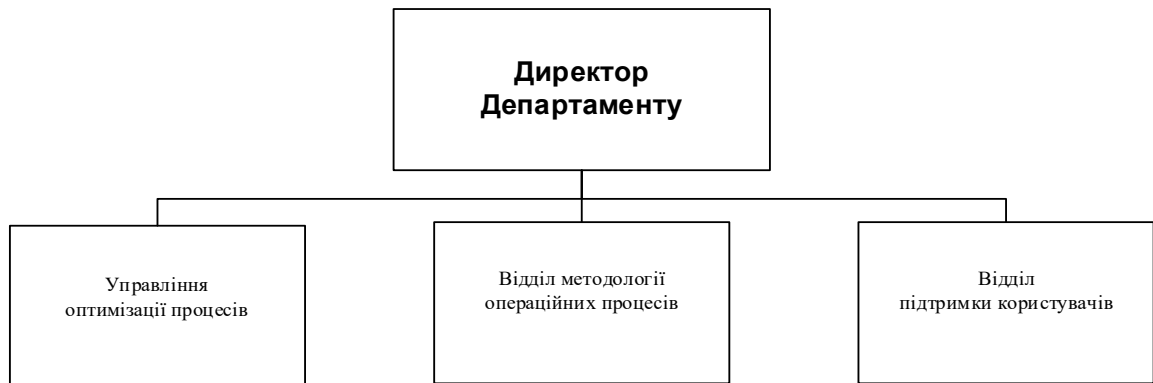 Директор
Департаменту
Управління
оптимізації процесів
Відділ методології
операційних процесів
Відділ
підтримки користувачів